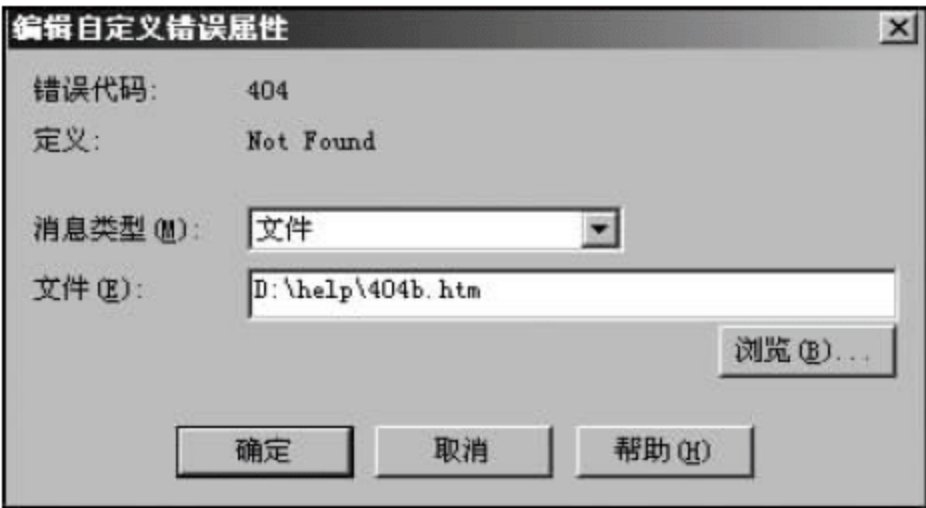 编辑自定义错误属性
错误代码: 404
定义: Not Found
消息类型(M): 文件
文件(E): D:\help\404b.htm
浏览(B)...
确定 取消 帮助(H)